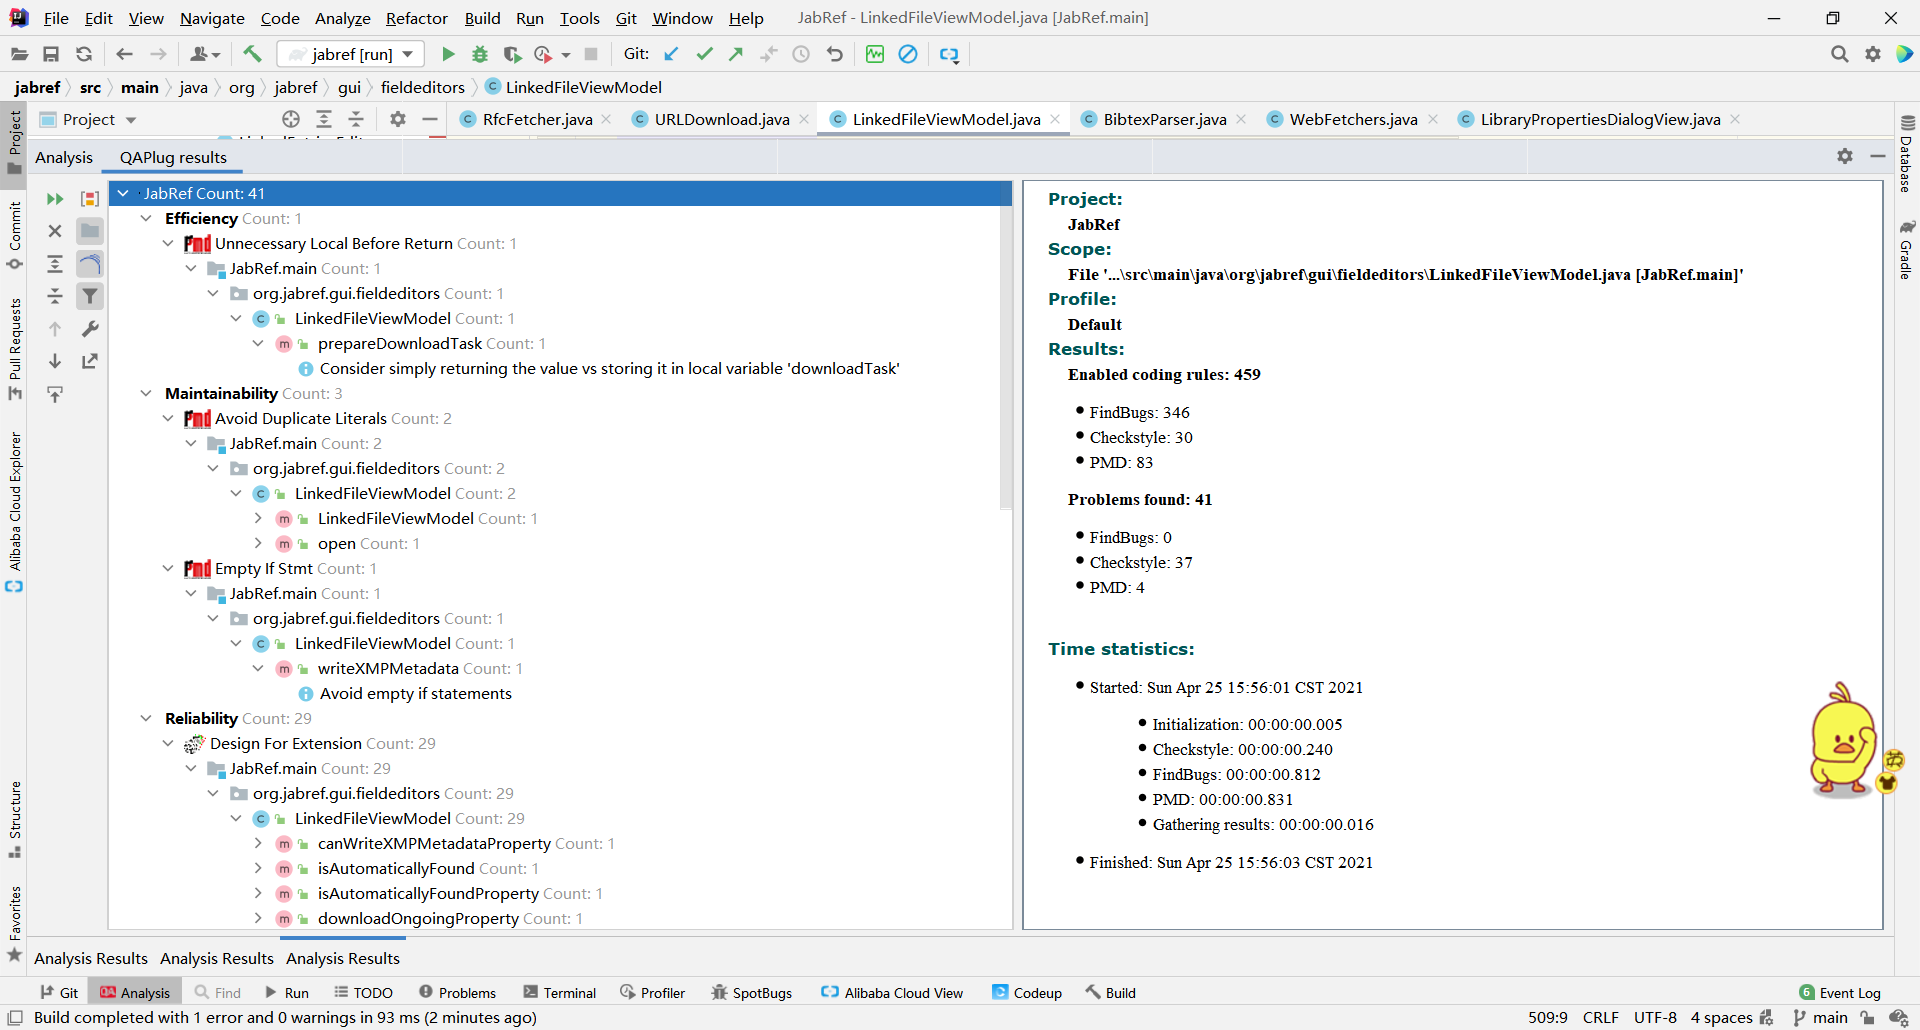 File Edit View Navigate Code Analyze Refactor Build Run Tools Git Window Help JabRef - LinkedFileViewModel.java [JabRef.main]
jabref [run] Git:
jabref src main java org jabref gui fieldeditors LinkedFileViewModel
Project RfcFetcher.java URLDownload.java LinkedFileViewModel.java BibtexParser.java WebFetchers.java LibraryPropertiesDialogView.java
Analysis QAPlug results
JabRef Count: 41
Efficiency Count: 1
Unnecessary Local Before Return Count: 1
JabRef.main Count: 1
org.jabref.gui.fieldeditors Count: 1
LinkedFileViewModel Count: 1
prepareDownloadTask Count: 1
Consider simply returning the value vs storing it in local variable 'downloadTask'
Maintainability Count: 3
Avoid Duplicate Literals Count: 2
JabRef.main Count: 2
org.jabref.gui.fieldeditors Count: 2
LinkedFileViewModel Count: 2
LinkedFileViewModel Count: 1
open Count: 1
Empty If Stmt Count: 1
JabRef.main Count: 1
org.jabref.gui.fieldeditors Count: 1
LinkedFileViewModel Count: 1
writeXMPMetadata Count: 1
Avoid empty if statements
Reliability Count: 29
Design For Extension Count: 29
JabRef.main Count: 29
org.jabref.gui.fieldeditors Count: 29
LinkedFileViewModel Count: 29
canWriteXMPMetadataProperty Count: 1
isAutomaticallyFound Count: 1
isAutomaticallyFoundProperty Count: 1
downloadOngoingProperty Count: 1
Project:
JabRef
Scope:
File '...\src\main\java\org\jabref\gui\fieldeditors\LinkedFileViewModel.java [JabRef.main]'
Profile:
Default
Results:
Enabled coding rules: 459
FindBugs: 346
Checkstyle: 30
PMD: 83
Problems found: 41
FindBugs: 0
Checkstyle: 37
PMD: 4
Time statistics:
Started: Sun Apr 25 15:56:01 CST 2021
Initialization: 00:00:00.005
Checkstyle: 00:00:00.240
FindBugs: 00:00:00.812
PMD: 00:00:00.831
Gathering results: 00:00:00.016
Finished: Sun Apr 25 15:56:03 CST 2021
Project
Commit
Pull Requests
Alibaba Cloud Explorer
Structure
Favorites
Database
Gradle
Analysis Results Analysis Results Analysis Results
Git Analysis Find Run TODO Problems Terminal Profiler SpotBugs Alibaba Cloud View Codeup Build 6 Event Log
Build completed with 1 error and 0 warnings in 93 ms (2 minutes ago) 509:9 CRLF UTF-8 4 spaces main